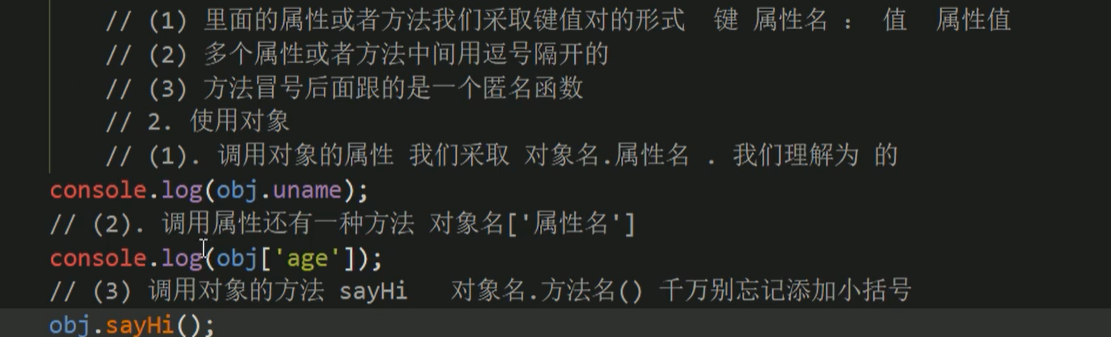 // (1) 里面的属性或者方法我们采取键值对的形式  键 属性名 :  值  属性值
// (2) 多个属性或者方法中间用逗号隔开的
// (3) 方法冒号后面跟的是一个匿名函数
// 2. 使用对象
// (1). 调用对象的属性 我们采取 对象名.属性名 . 我们理解为 的
console.log(obj.uname);
// (2). 调用属性还有一种方法 对象名['属性名']
console.log(obj['age']);
// (3) 调用对象的方法 sayHi   对象名.方法名() 千万别忘记添加小括号
obj.sayHi();